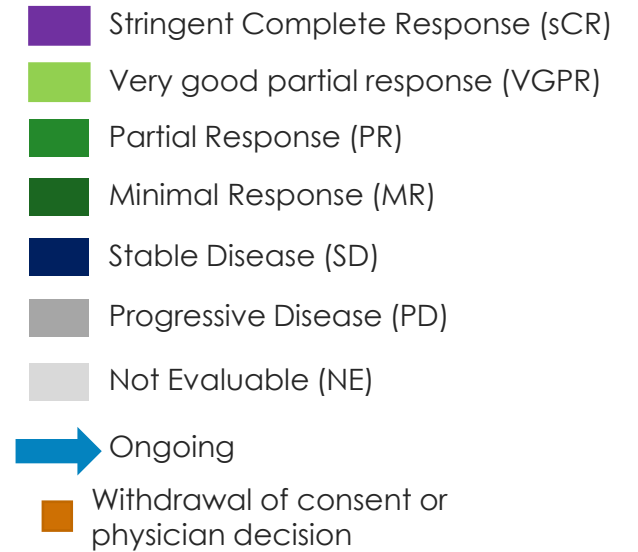 Stringent Complete Response (sCR)
Very good partial response (VGPR)
Partial Response (PR)
Minimal Response (MR)
Stable Disease (SD)
Progressive Disease (PD)
Not Evaluable (NE)
Ongoing
Withdrawal of consent or
physician decision